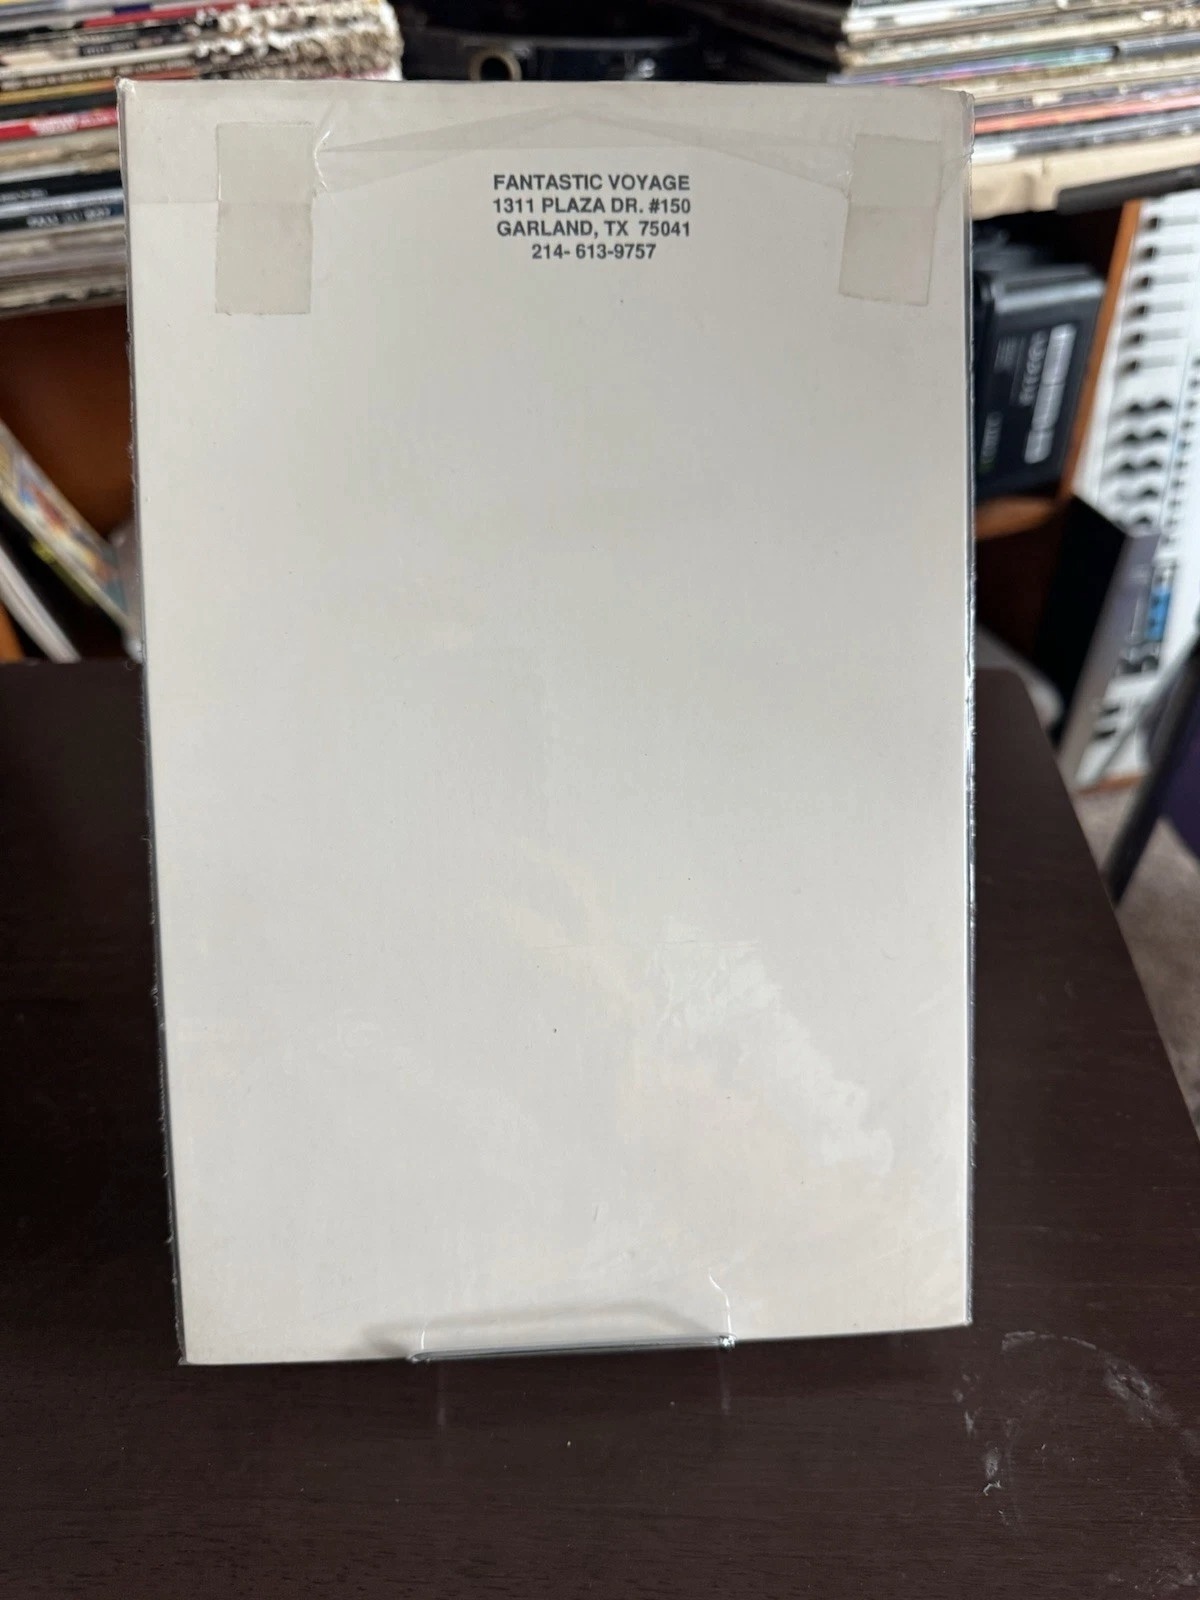 FANTASTIC VOYAGE
1311 PLAZA DR. #150
GARLAND, TX  75041
214- 613-9757